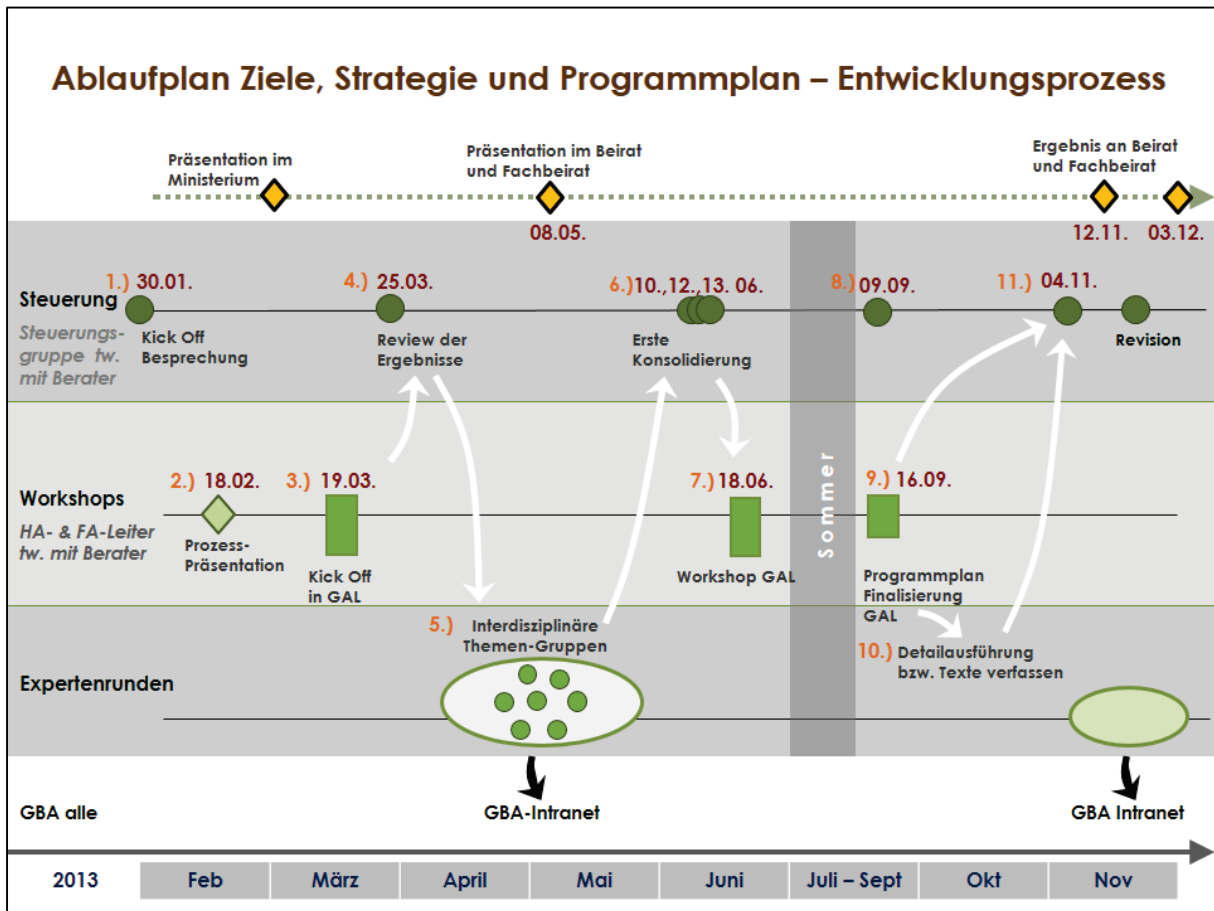 Ablaufplan Ziele, Strategie und Programmplan – Entwicklungsprozess
Präsentation im
Ministerium
Präsentation im Beirat
und Fachbeirat
Ergebnis an Beirat
und Fachbeirat
08.05.
12.11.
03.12.
Steuerung
Steuerungs-
gruppe tw.
mit Berater
1.) 30.01.
Kick Off
Besprechung
4.) 25.03.
Review der
Ergebnisse
6.) 10.,12.,13. 06.
Erste
Konsolidierung
8.) 09.09.
11.) 04.11.
Revision
Sommer
Workshops
HA- & FA-Leiter
tw. mit Berater
2.) 18.02.
Prozess-
Präsentation
3.) 19.03.
Kick Off
in GAL
7.) 18.06.
Workshop GAL
9.) 16.09.
Programmplan
Finalisierung
GAL
Expertenrunden
5.) Interdisziplinäre
Themen-Gruppen
10.) Detailausführung
bzw. Texte verfassen
GBA alle
GBA-Intranet
GBA Intranet
2013
Feb
März
April
Mai
Juni
Juli – Sept
Okt
Nov